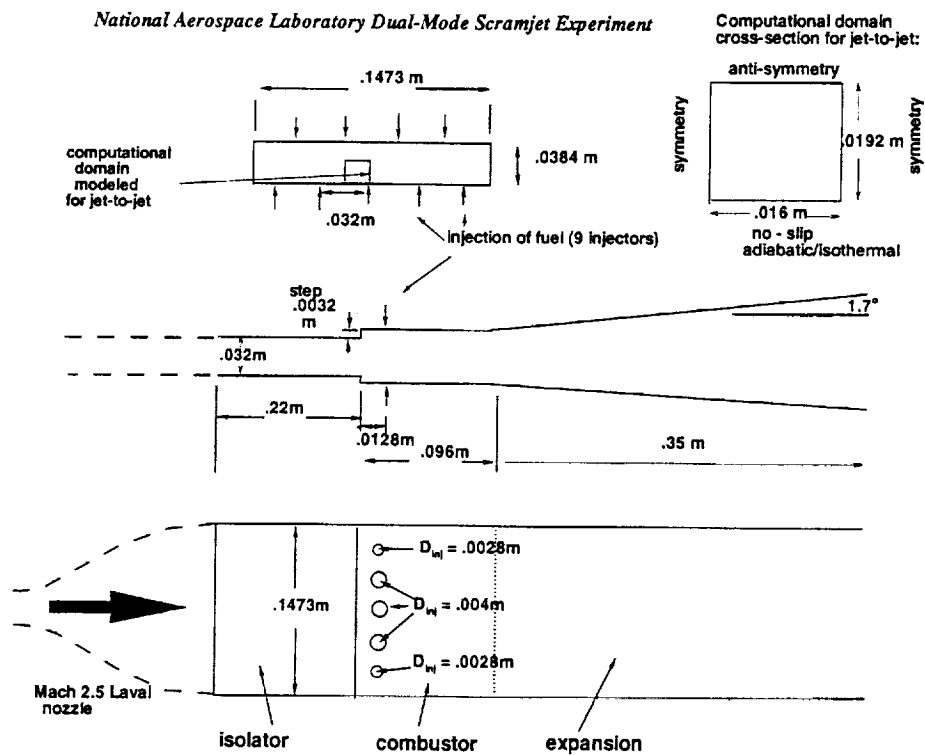 National Aerospace Laboratory Dual-Mode Scramjet Experiment
Computational domain
cross-section for jet-to-jet:
anti-symmetry
symmetry
.0192 m
symmetry
.016 m
no - slip
adiabatic/isothermal
.1473 m
.0384 m
computational
domain
modeled
for jet-to-jet
.032m
injection of fuel (9 injectors)
step
.0032
m
1.7°
.032m
.22m
.0128m
.096m
.35 m
D inj = .0028m
.1473m
D inj = .004m
D inj = .0028m
Mach 2.5 Laval
nozzle
isolator
combustor
expansion